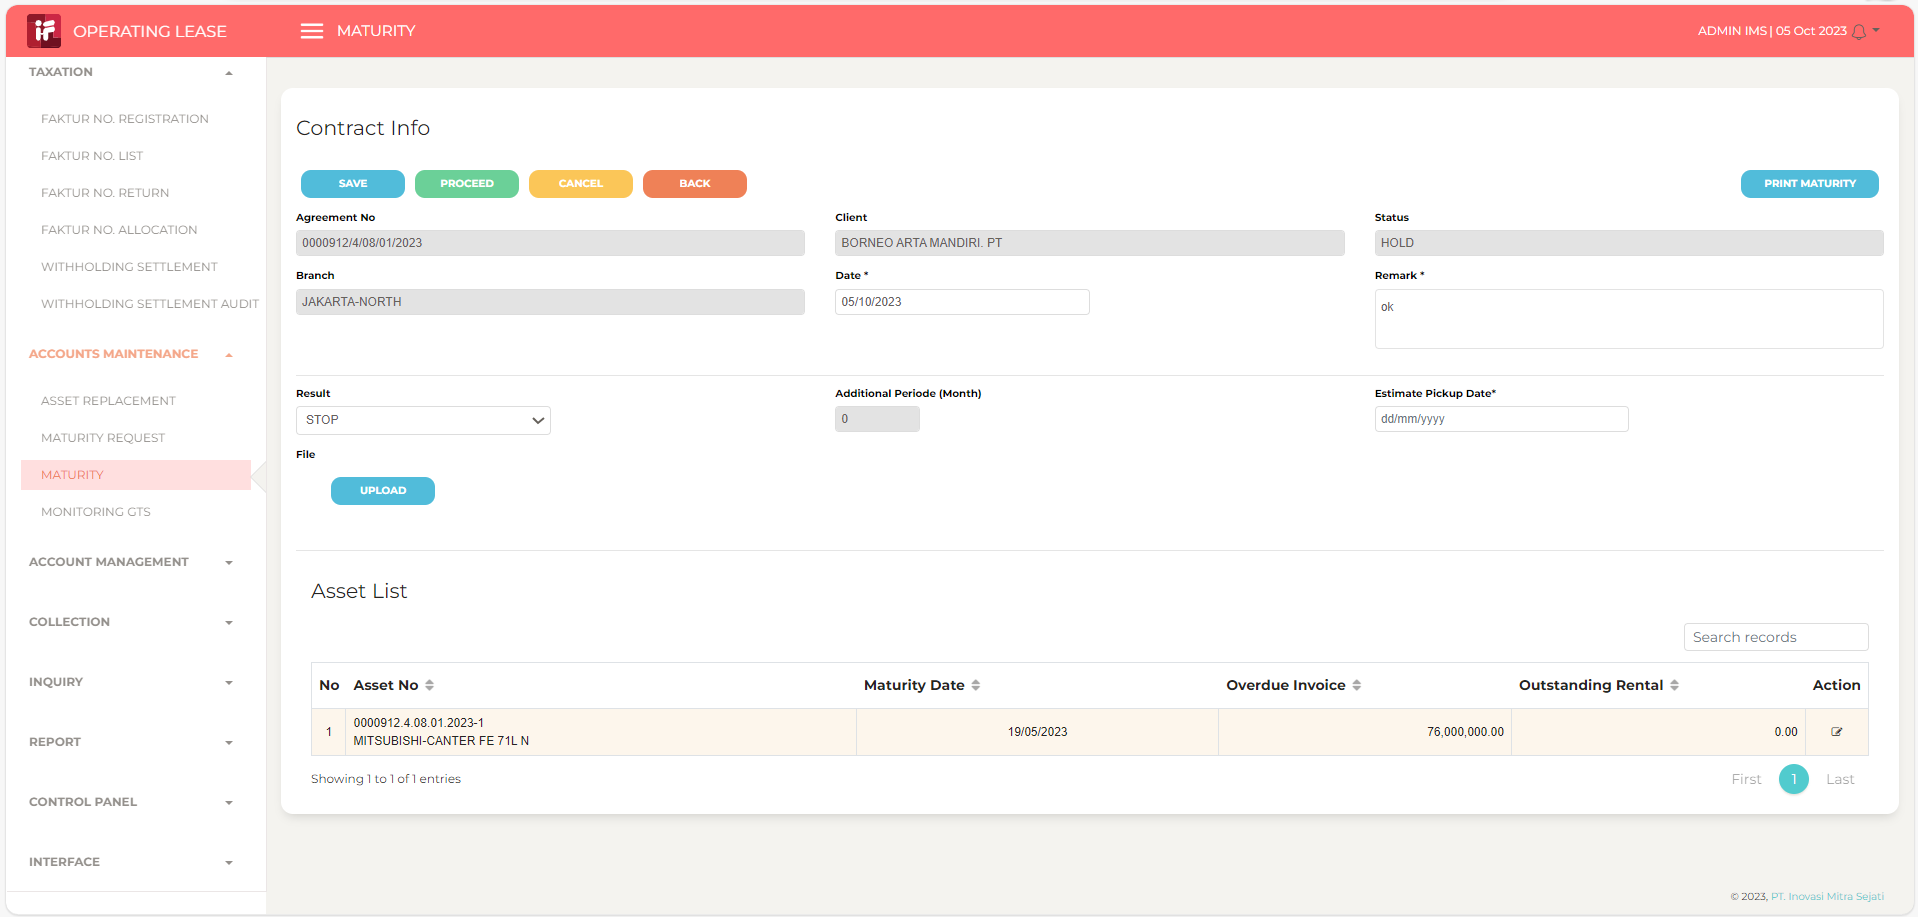 iF OPERATING LEASE
MATURITY
ADMIN IMS | 05 Oct 2023
TAXATION
FAKTUR NO. REGISTRATION
FAKTUR NO. LIST
FAKTUR NO. RETURN
FAKTUR NO. ALLOCATION
WITHHOLDING SETTLEMENT
WITHHOLDING SETTLEMENT AUDIT
ACCOUNTS MAINTENANCE
ASSET REPLACEMENT
MATURITY REQUEST
MATURITY
MONITORING GTS
ACCOUNT MANAGEMENT
COLLECTION
INQUIRY
REPORT
CONTROL PANEL
INTERFACE
Contract Info
SAVE PROCEED CANCEL BACK PRINT MATURITY
Agreement No Client Status
0000912/4/08/01/2023 BORNEO ARTA MANDIRI. PT HOLD
Branch Date * Remark *
JAKARTA-NORTH 05/10/2023 ok
Result Additional Periode (Month) Estimate Pickup Date*
STOP 0 dd/mm/yyyy
File
UPLOAD
Asset List
Search records
No Asset No Maturity Date Overdue Invoice Outstanding Rental Action
1 0000912.4.08.01.2023-1 19/05/2023 76,000,000.00 0.00
MITSUBISHI-CANTER FE 71L N
Showing 1 to 1 of 1 entries
First 1 Last
© 2023, PT. Inovasi Mitra Sejati